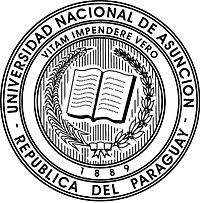 - UNIVERSIDAD NACIONAL DE ASUNCION -
VITAM IMPENDERE VERO
1889
REPUBLICA DEL PARAGUAY